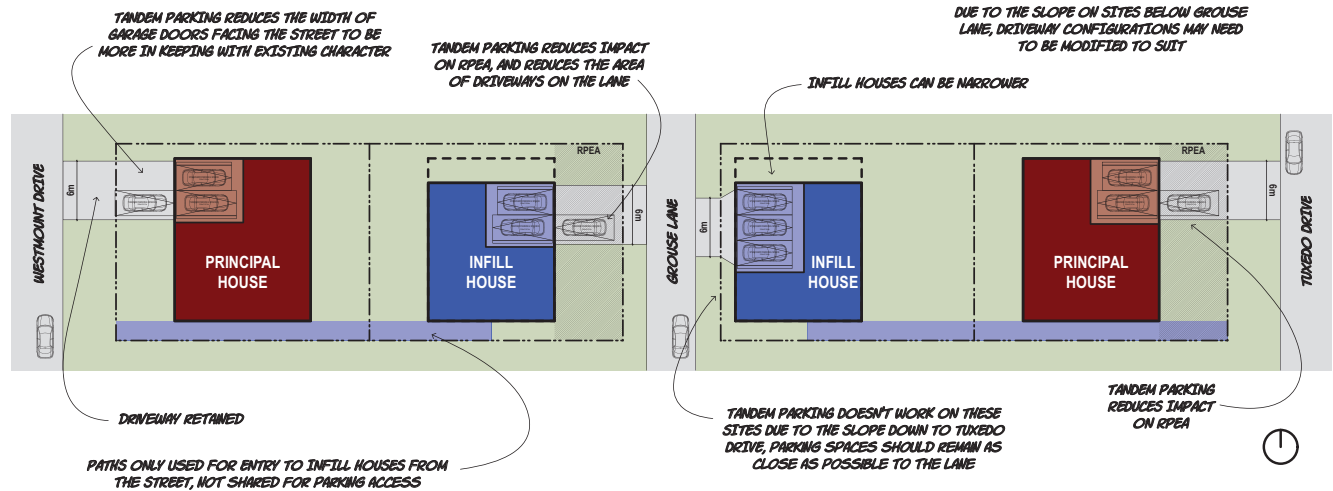 TANDEM PARKING REDUCES THE WIDTH OF
GARAGE DOORS FACING THE STREET TO BE
MORE IN KEEPING WITH EXISTING CHARACTER
TANDEM PARKING REDUCES IMPACT
ON RPEA, AND REDUCES THE AREA
OF DRIVEWAYS ON THE LANE
DUE TO THE SLOPE ON SITES BELOW GROUSE
LANE, DRIVEWAY CONFIGURATIONS MAY NEED
TO BE MODIFIED TO SUIT
INFILL HOUSES CAN BE NARROWER
WESTMONT DRIVE
6m
PRINCIPAL
HOUSE
INFILL
HOUSE
RPEA
6m
GROUSE LANE
6m
INFILL
HOUSE
PRINCIPAL
HOUSE
RPEA
6m
TUXEDO DRIVE
DRIVEWAY RETAINED
PATHS ONLY USED FOR ENTRY TO INFILL HOUSES FROM
THE STREET, NOT SHARED FOR PARKING ACCESS
TANDEM PARKING DOESN'T WORK ON THESE
SITES DUE TO THE SLOPE DOWN TO TUXEDO
DRIVE, PARKING SPACES SHOULD REMAIN AS
CLOSE AS POSSIBLE TO THE LANE
TANDEM PARKING
REDUCES IMPACT
ON RPEA